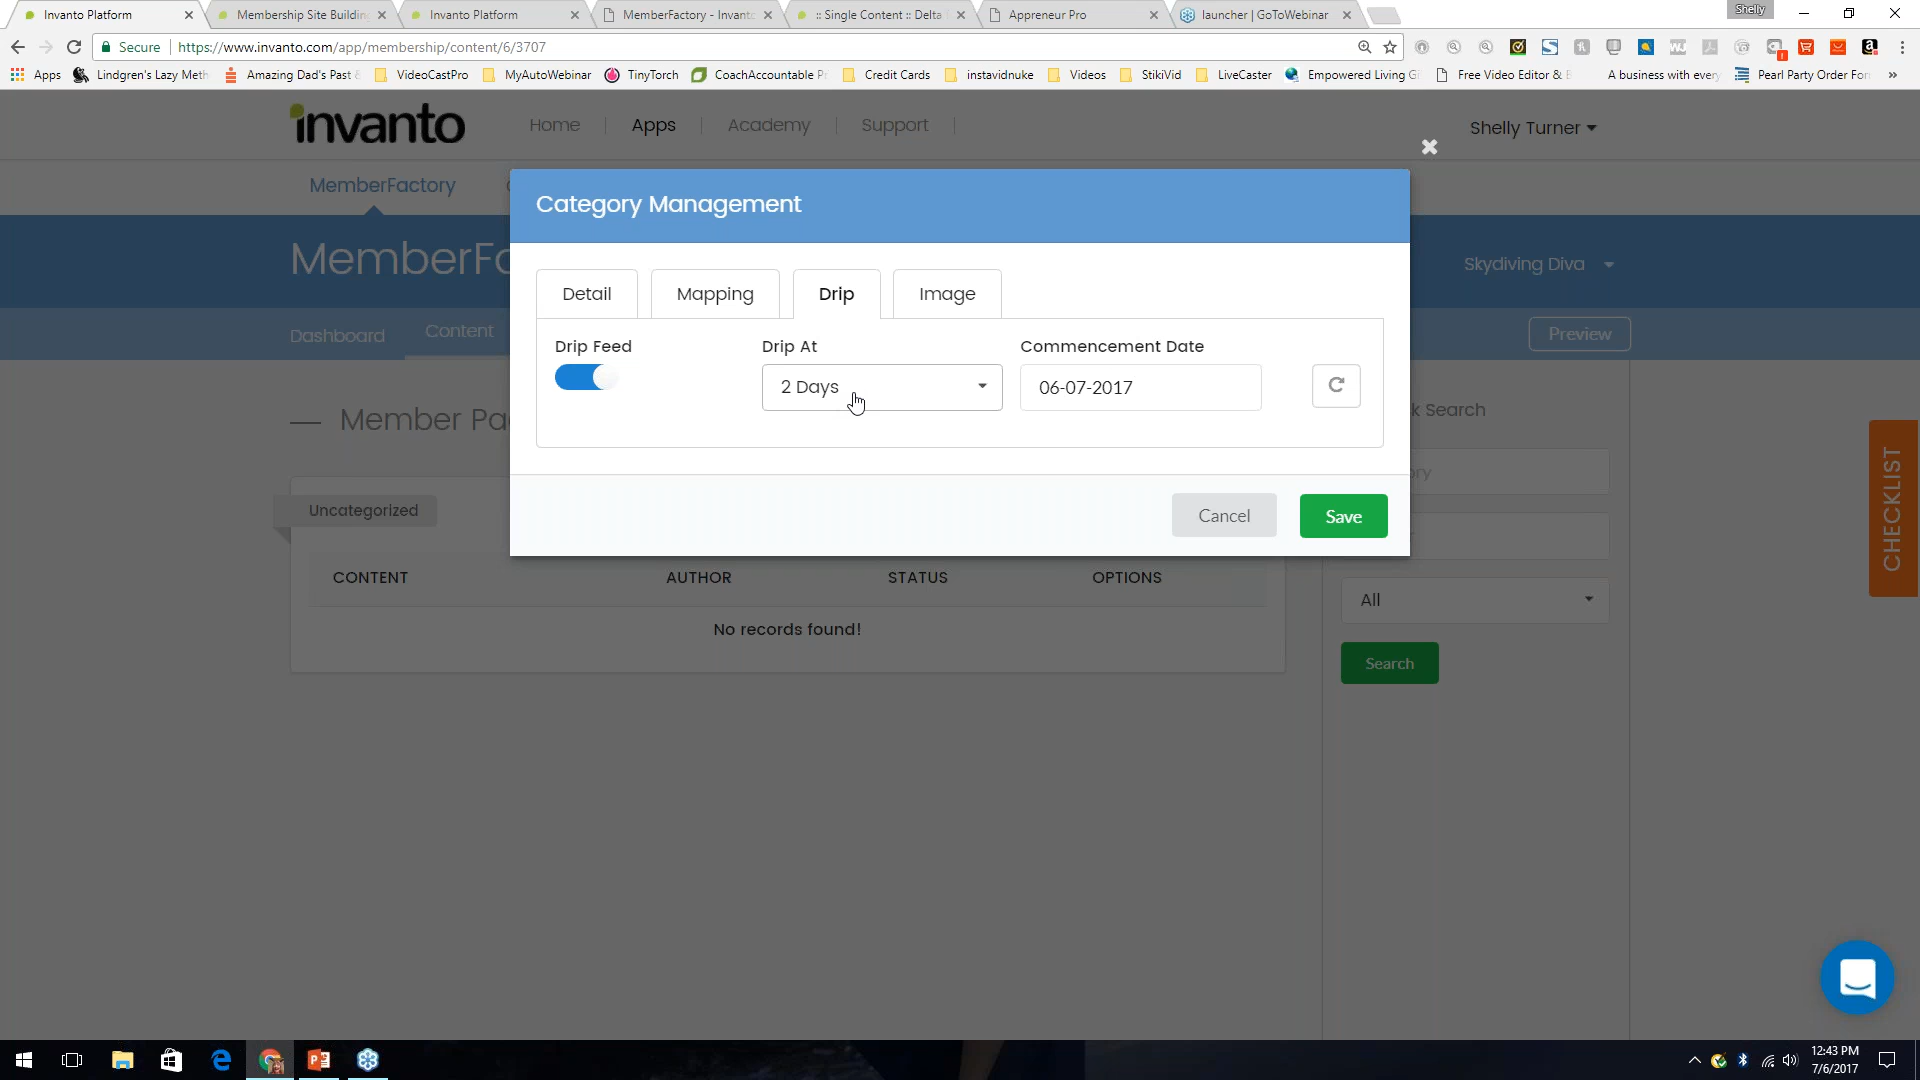 Invanto Platform
Membership Site Buildin
Invanto Platform
MemberFactory - Invant
:: Single Content :: Delta
Appreneur Pro
launcher | GoToWebinar
Shelly
Secure
https://www.invanto.com/app/membership/content/6/3707
Apps
Lindgren's Lazy Meth
Amazing Dad's Past
VideoCastPro
MyAutoWebinar
TinyTorch
CoachAccountable P
Credit Cards
instavidnuke
Videos
StikiVid
LiveCaster
Empowered Living G
Free Video Editor &
A business with every
Pearl Party Order For
»
invanto
Home
Apps
Academy
Support
Shelly Turner
MemberFactory
Category Management
MemberFa
Skydiving Diva
Detail
Mapping
Drip
Image
Dashboard
Content
Preview
Drip Feed
Drip At
Commencement Date
2 Days
06-07-2017
Member Pa
k Search
ry
Uncategorized
Cancel
Save
CHECKLIST
CONTENT
AUTHOR
STATUS
OPTIONS
All
No records found!
Search
12:43 PM
7/6/2017